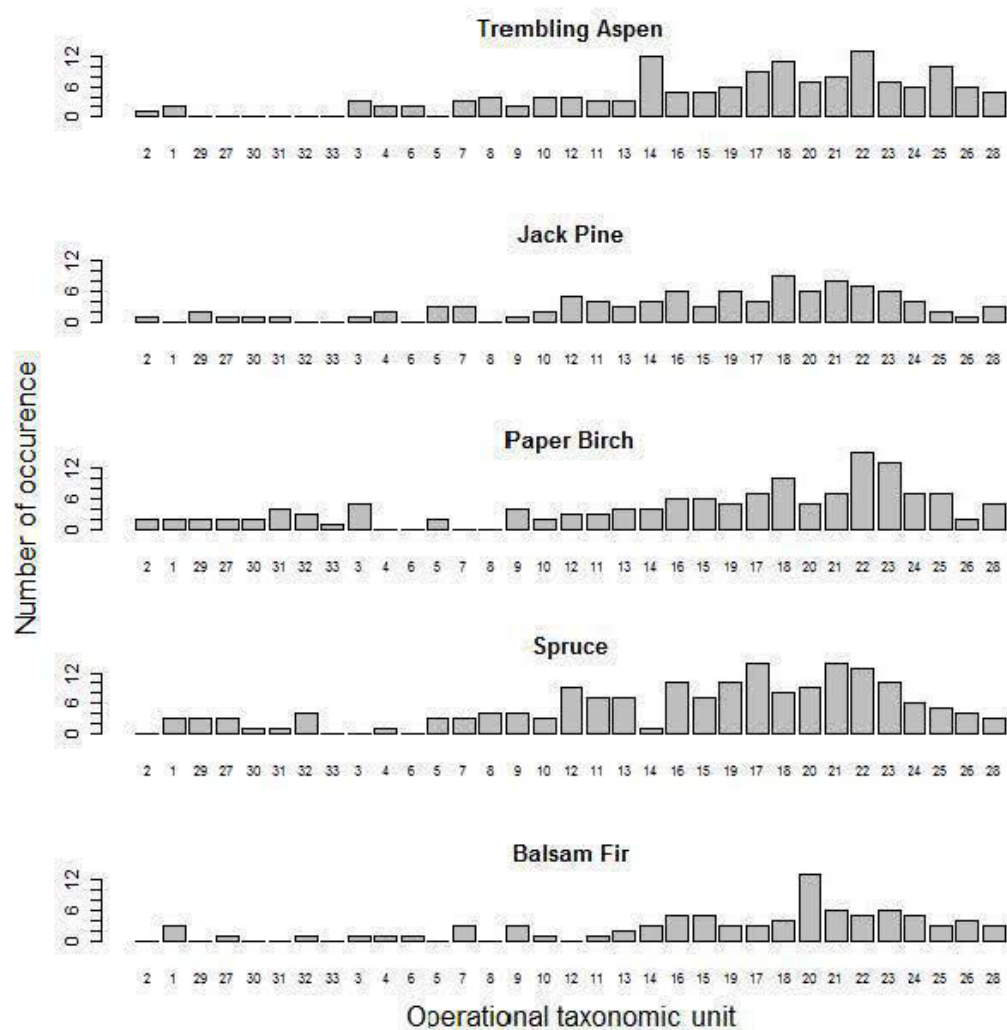 Trembling Aspen
12
6
0
2 1 29 27 30 31 32 33 3 4 6 5 7 8 9 10 12 11 13 14 16 15 19 17 18 20 21 22 23 24 25 26 28
Jack Pine
12
6
0
2 1 29 27 30 31 32 33 3 4 6 5 7 8 9 10 12 11 13 14 16 15 19 17 18 20 21 22 23 24 25 26 28
Number of occurence
Paper Birch
12
6
0
2 1 29 27 30 31 32 33 3 4 6 5 7 8 9 10 12 11 13 14 16 15 19 17 18 20 21 22 23 24 25 26 28
Spruce
12
6
0
2 1 29 27 30 31 32 33 3 4 6 5 7 8 9 10 12 11 13 14 16 15 19 17 18 20 21 22 23 24 25 26 28
Balsam Fir
12
6
0
2 1 29 27 30 31 32 33 3 4 6 5 7 8 9 10 12 11 13 14 16 15 19 17 18 20 21 22 23 24 25 26 28
Operational taxonomic unit